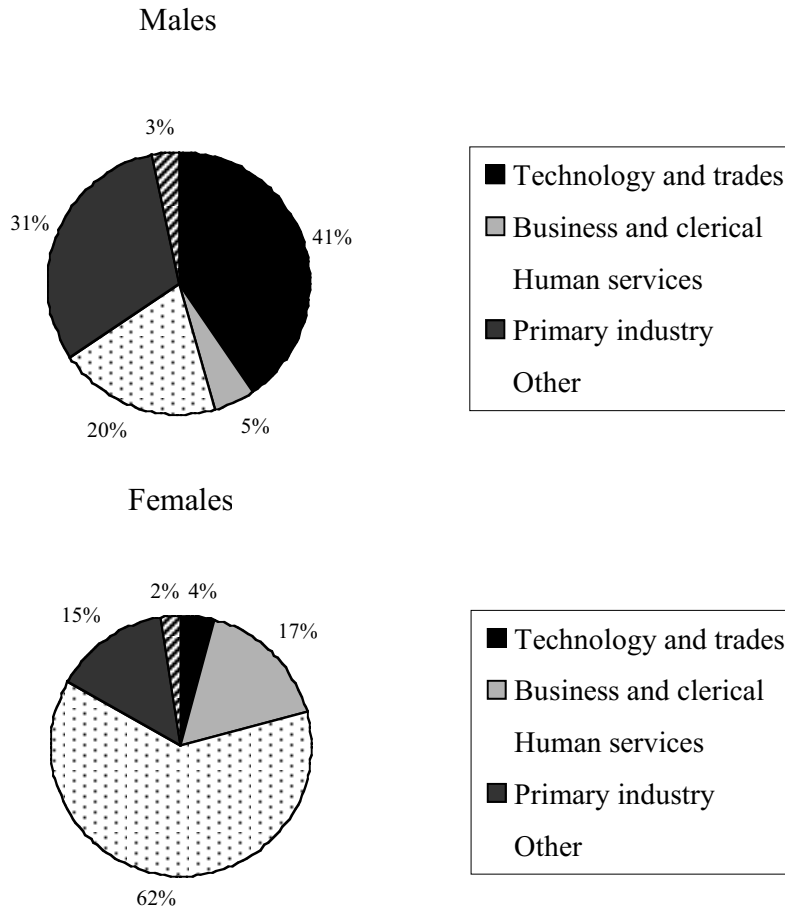 Males
3%
31%
41%
20%
5%
Technology and trades
Business and clerical
Human services
Primary industry
Other
Females
2% 4%
15%
17%
62%
Technology and trades
Business and clerical
Human services
Primary industry
Other